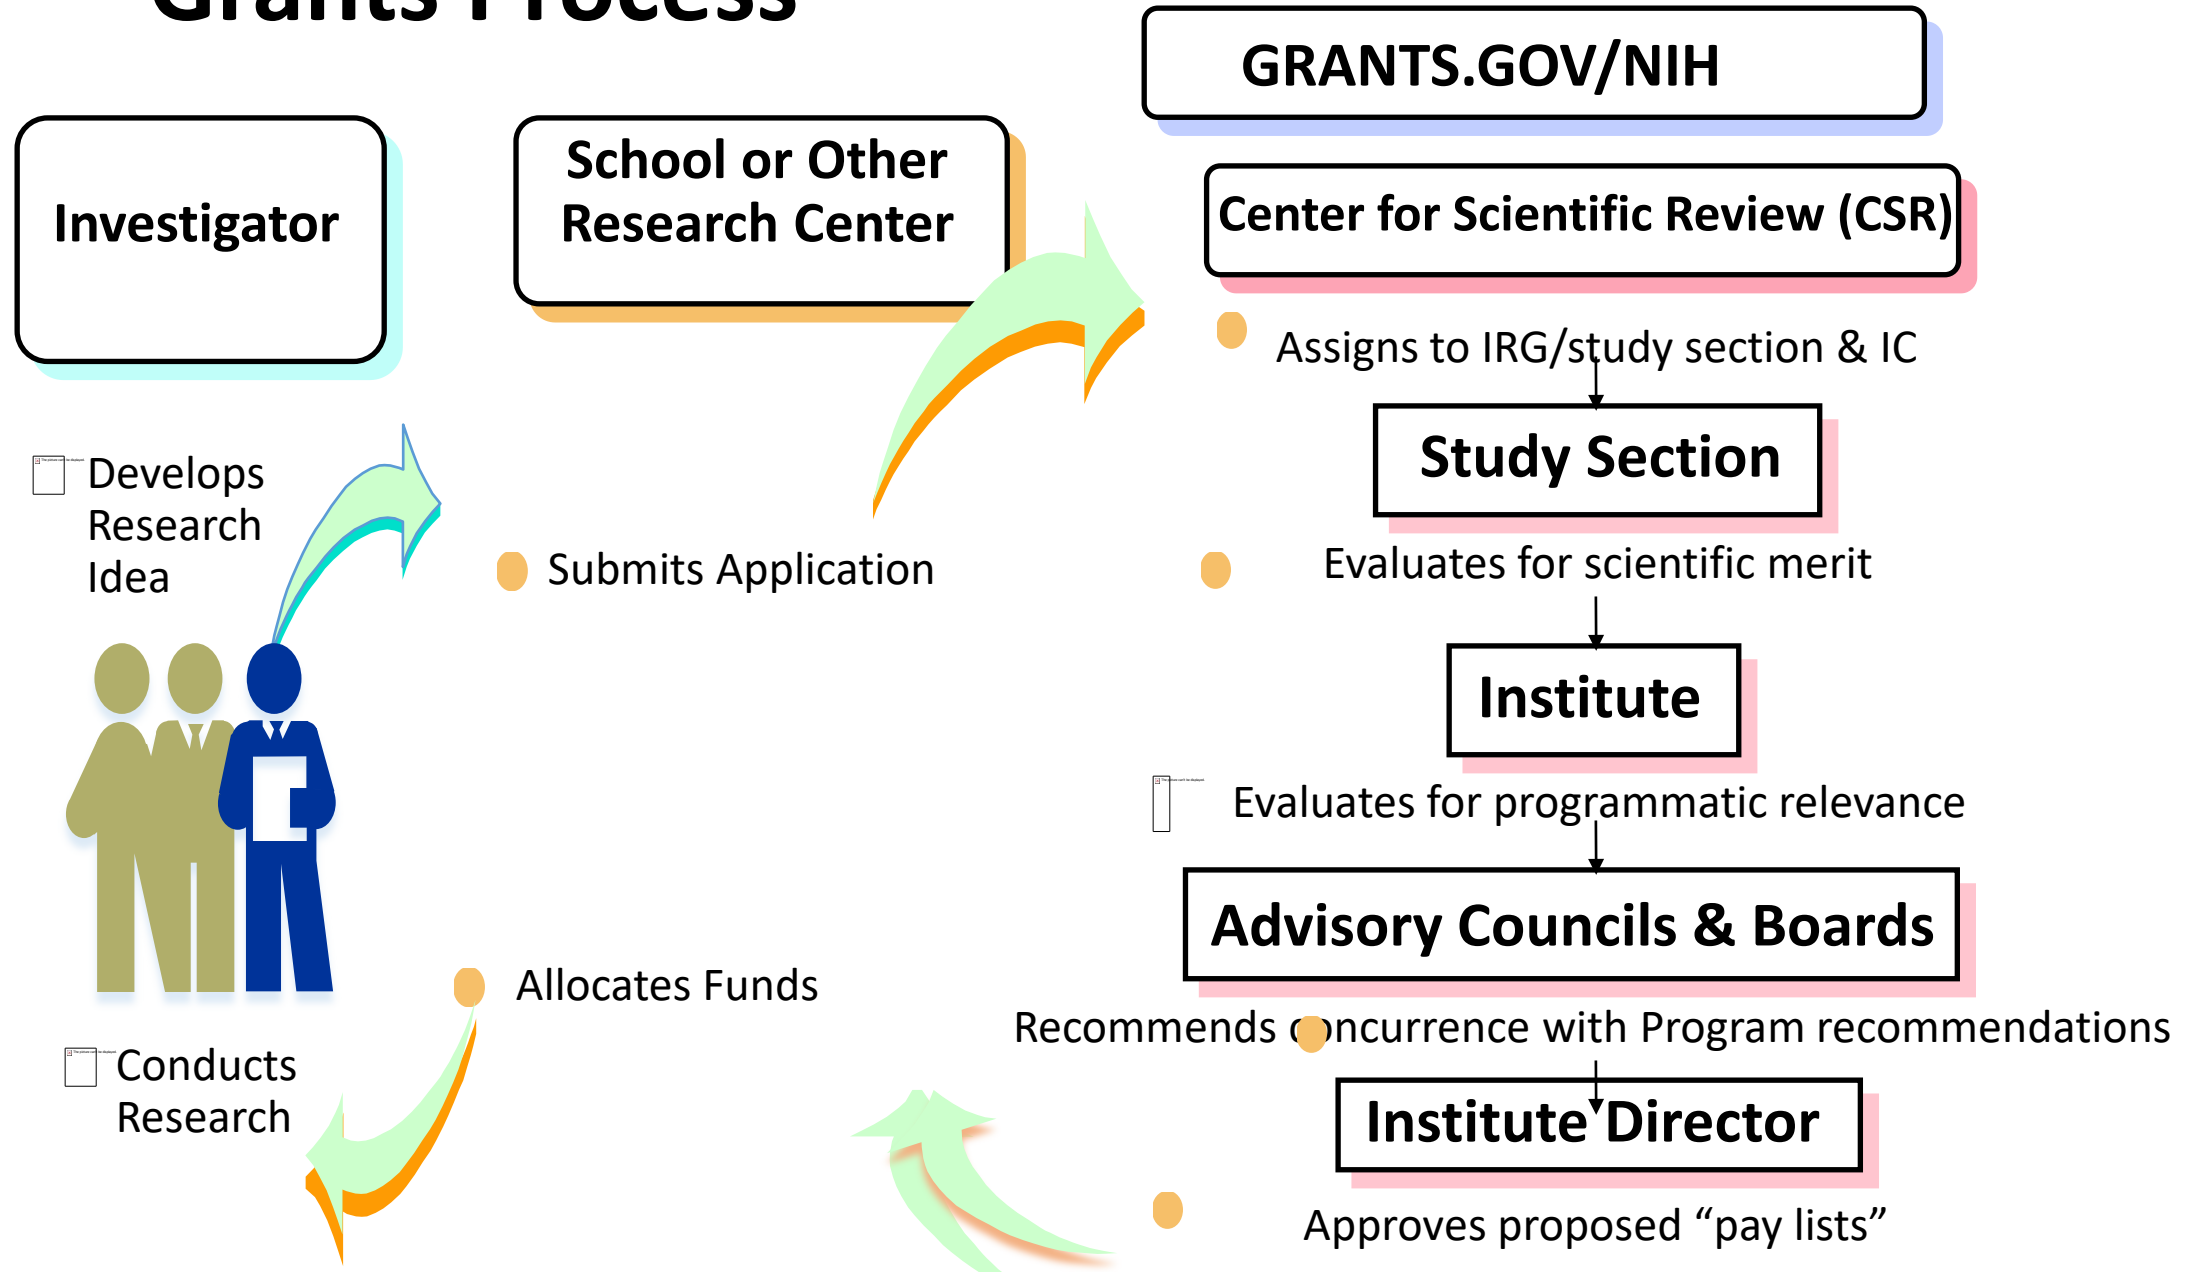 Grants Process
GRANTS.GOV/NIH
Investigator
School or Other
Research Center
Center for Scientific Review (CSR)
Assigns to IRG/study section & IC
Study Section
Develops
Research
Idea
Submits Application
Evaluates for scientific merit
Institute
Evaluates for programmatic relevance
Advisory Councils & Boards
Allocates Funds
Recommends concurrence with Program recommendations
Conducts
Research
Institute Director
Approves proposed “pay lists”